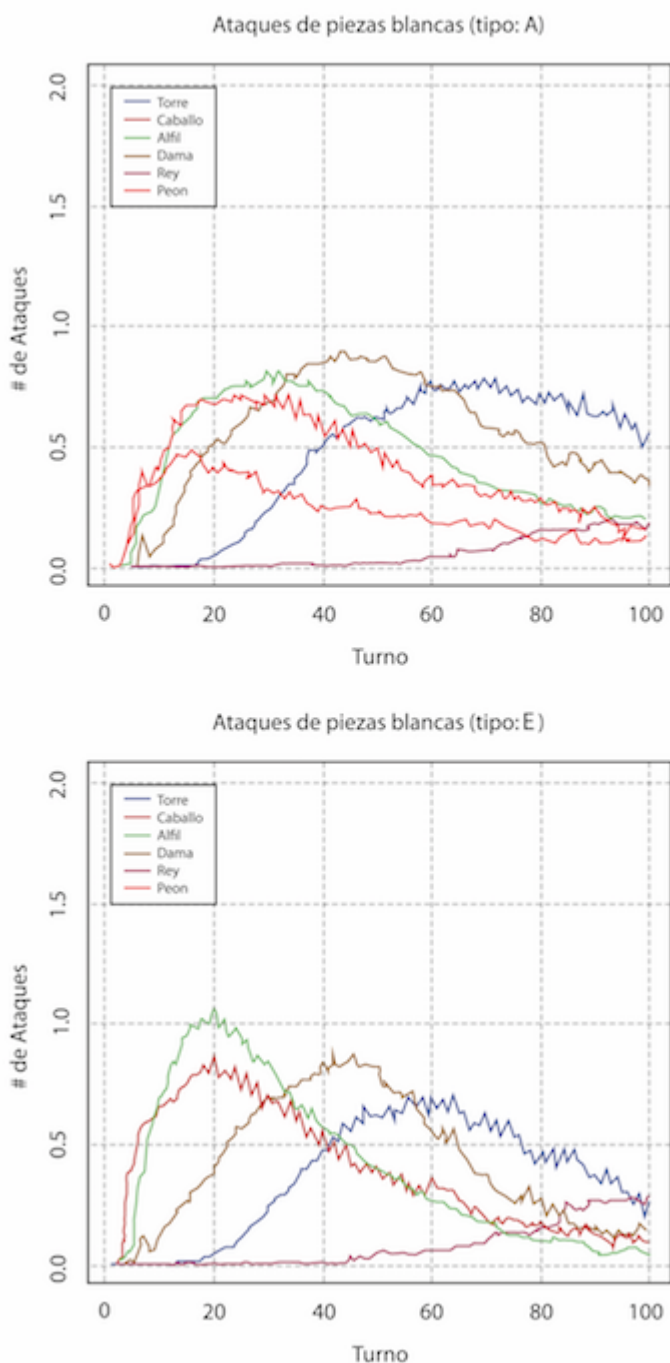 Ataques de piezas blancas (tipo: A)
# de Ataques
2.0
1.5
1.0
0.5
0.0
Torre
Caballo
Alfil
Dama
Rey
Peon
0 20 40 60 80 100
Turno
Ataques de piezas blancas (tipo: E)
# de Ataques
2.0
1.5
1.0
0.5
0.0
Torre
Caballo
Alfil
Dama
Rey
Peon
0 20 40 60 80 100
Turno